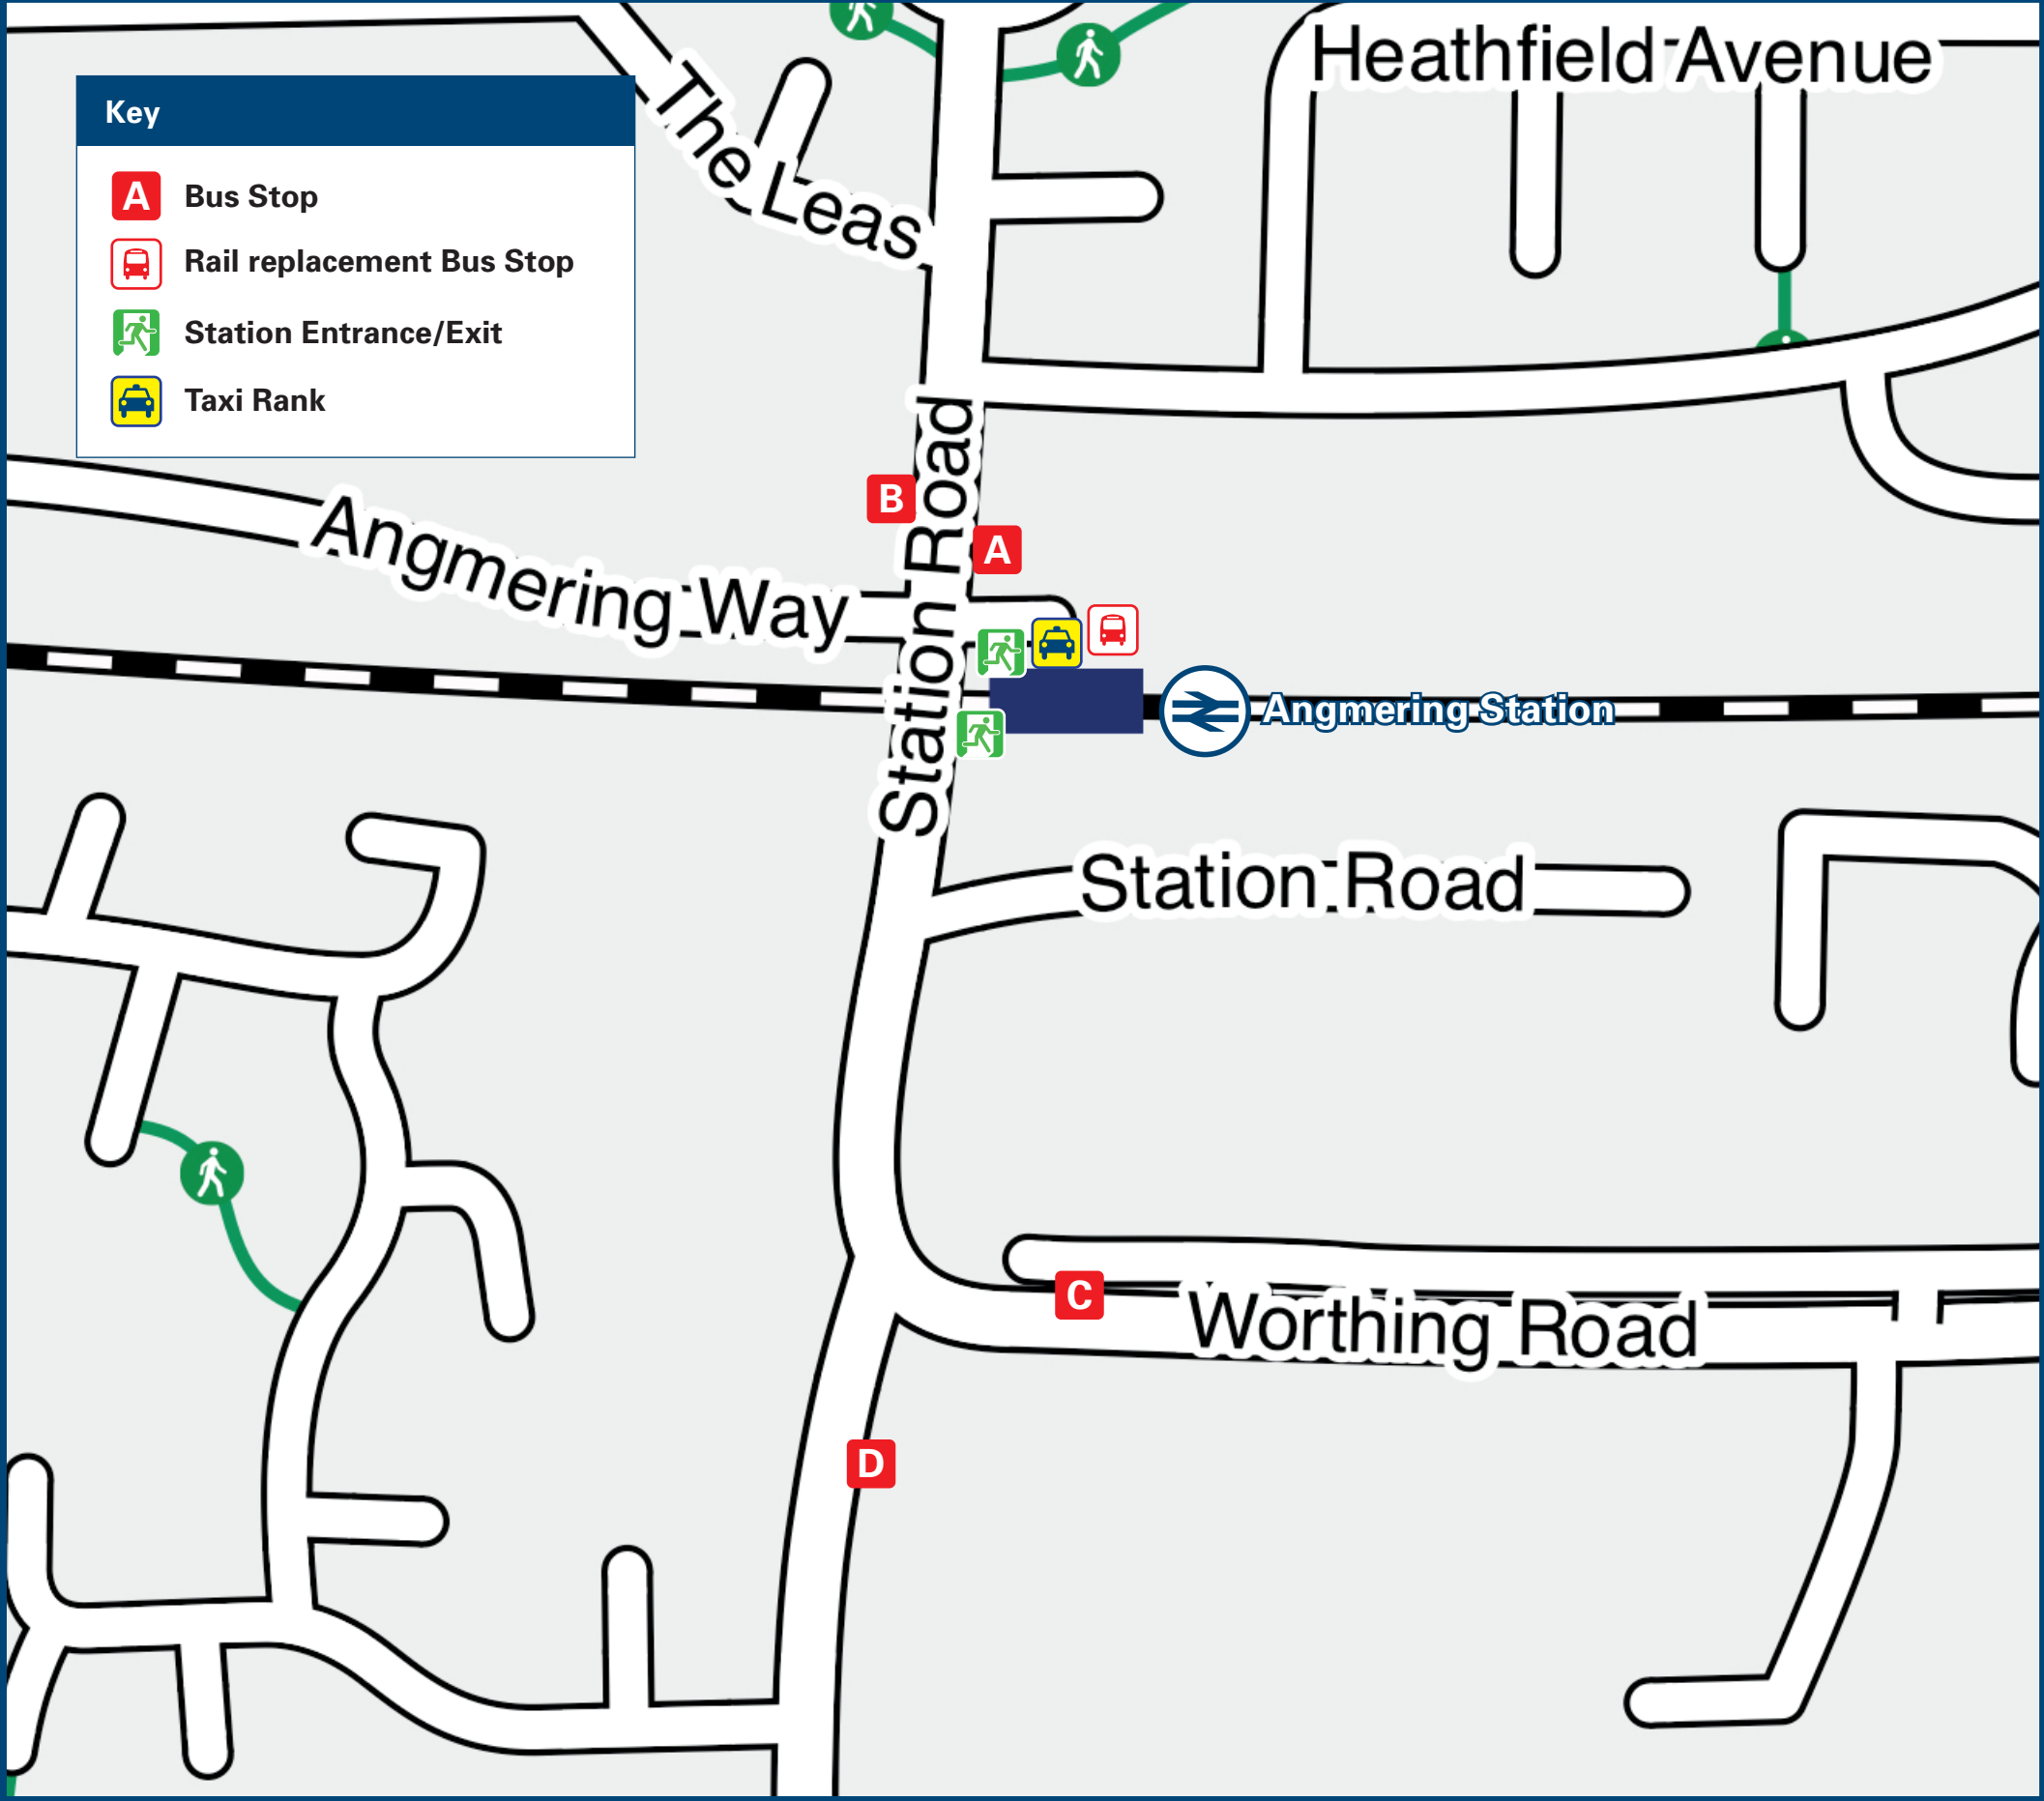 Heathfield Avenue
Key
The Leas
A Bus Stop
Rail replacement Bus Stop
Station Entrance/Exit
Taxi Rank
Station Road
B
A
Angmering Way
Angmering Station
Station Road
C
Worthing Road
D